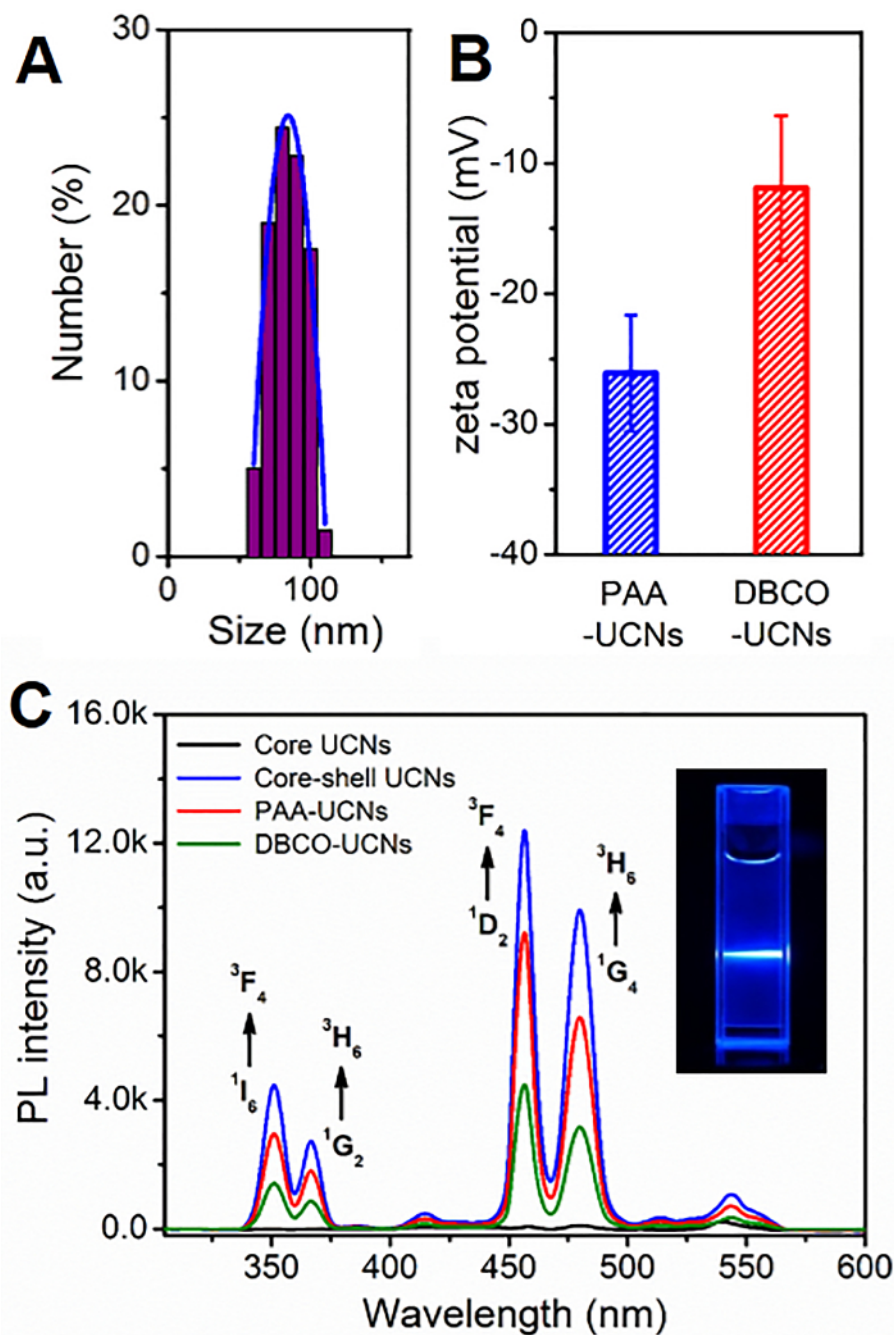 A
30
20
10
0
Number (%)
0
100
Size (nm)
B
0
-10
-20
-30
-40
zeta potential (mV)
PAA
-UCNs
DBCO
-UCNs
C
16.0k
12.0k
8.0k
4.0k
0.0
PL intensity (a.u.)
Core UCNs
Core-shell UCNs
PAA-UCNs
DBCO-UCNs
³F₄
¹I₆
³H₆
¹G₂
³F₄
¹D₂
³H₆
¹G₄
350
400
450
500
550
600
Wavelength (nm)